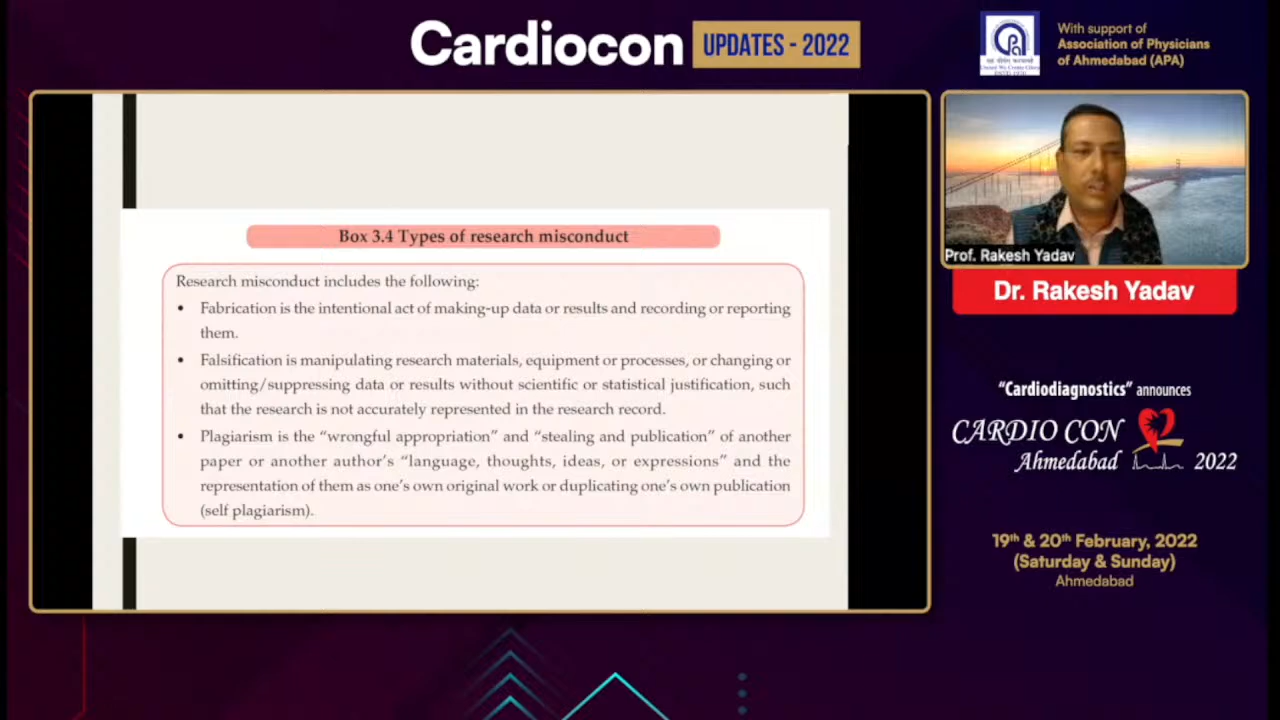 Cardiocon
UPDATES - 2022
With support of
Association of Physicians
of Ahmedabad (APA)
Box 3.4 Types of research misconduct
Research misconduct includes the following:
• Fabrication is the intentional act of making-up data or results and recording or reporting
them.
• Falsification is manipulating research materials, equipment or processes, or changing or
omitting/suppressing data or results without scientific or statistical justification, such
that the research is not accurately represented in the research record.
• Plagiarism is the “wrongful appropriation” and “stealing and publication” of another
paper or another author’s “language, thoughts, ideas, or expressions” and the
representation of them as one’s own original work or duplicating one’s own publication
(self plagiarism).
Prof. Rakesh Yadav
Dr. Rakesh Yadav
“Cardiodiagnostics” announces
CARDIO CON
Ahmedabad 2022
19th & 20th February, 2022
(Saturday & Sunday)
Ahmedabad